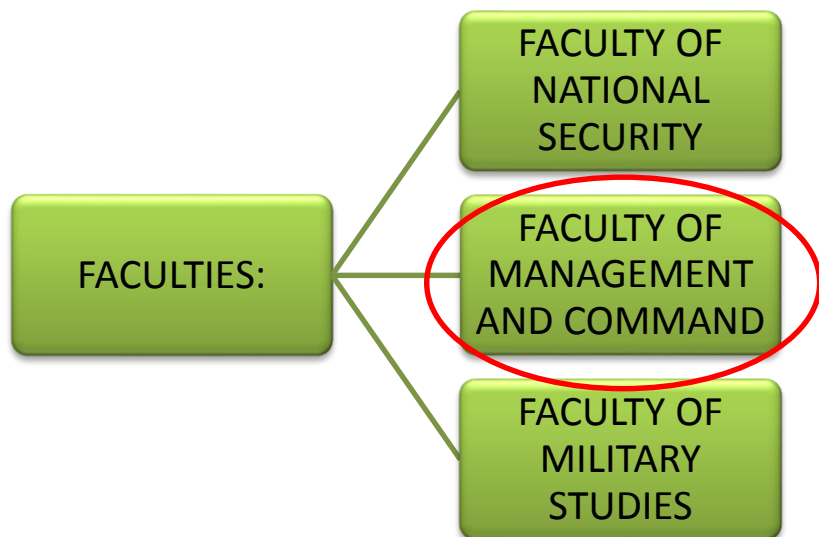 FACULTIES:
FACULTY OF
NATIONAL
SECURITY
FACULTY OF
MANAGEMENT
AND COMMAND
FACULTY OF
MILITARY
STUDIES